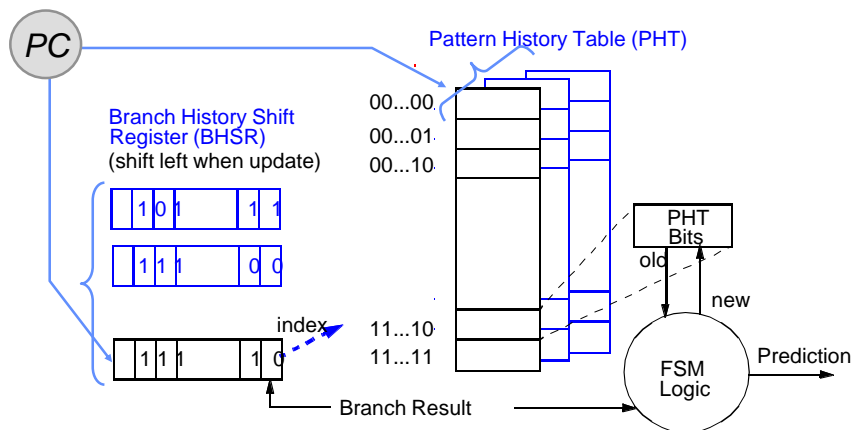 PC
Pattern History Table (PHT)
Branch History Shift
Register (BHSR)
(shift left when update)
00...00
00...01
00...10
1 0 1 1 1
1 1 1 0 0
1 1 1 1 0
index
11...10
11...11
PHT
Bits
old
new
FSM
Logic
Prediction
Branch Result